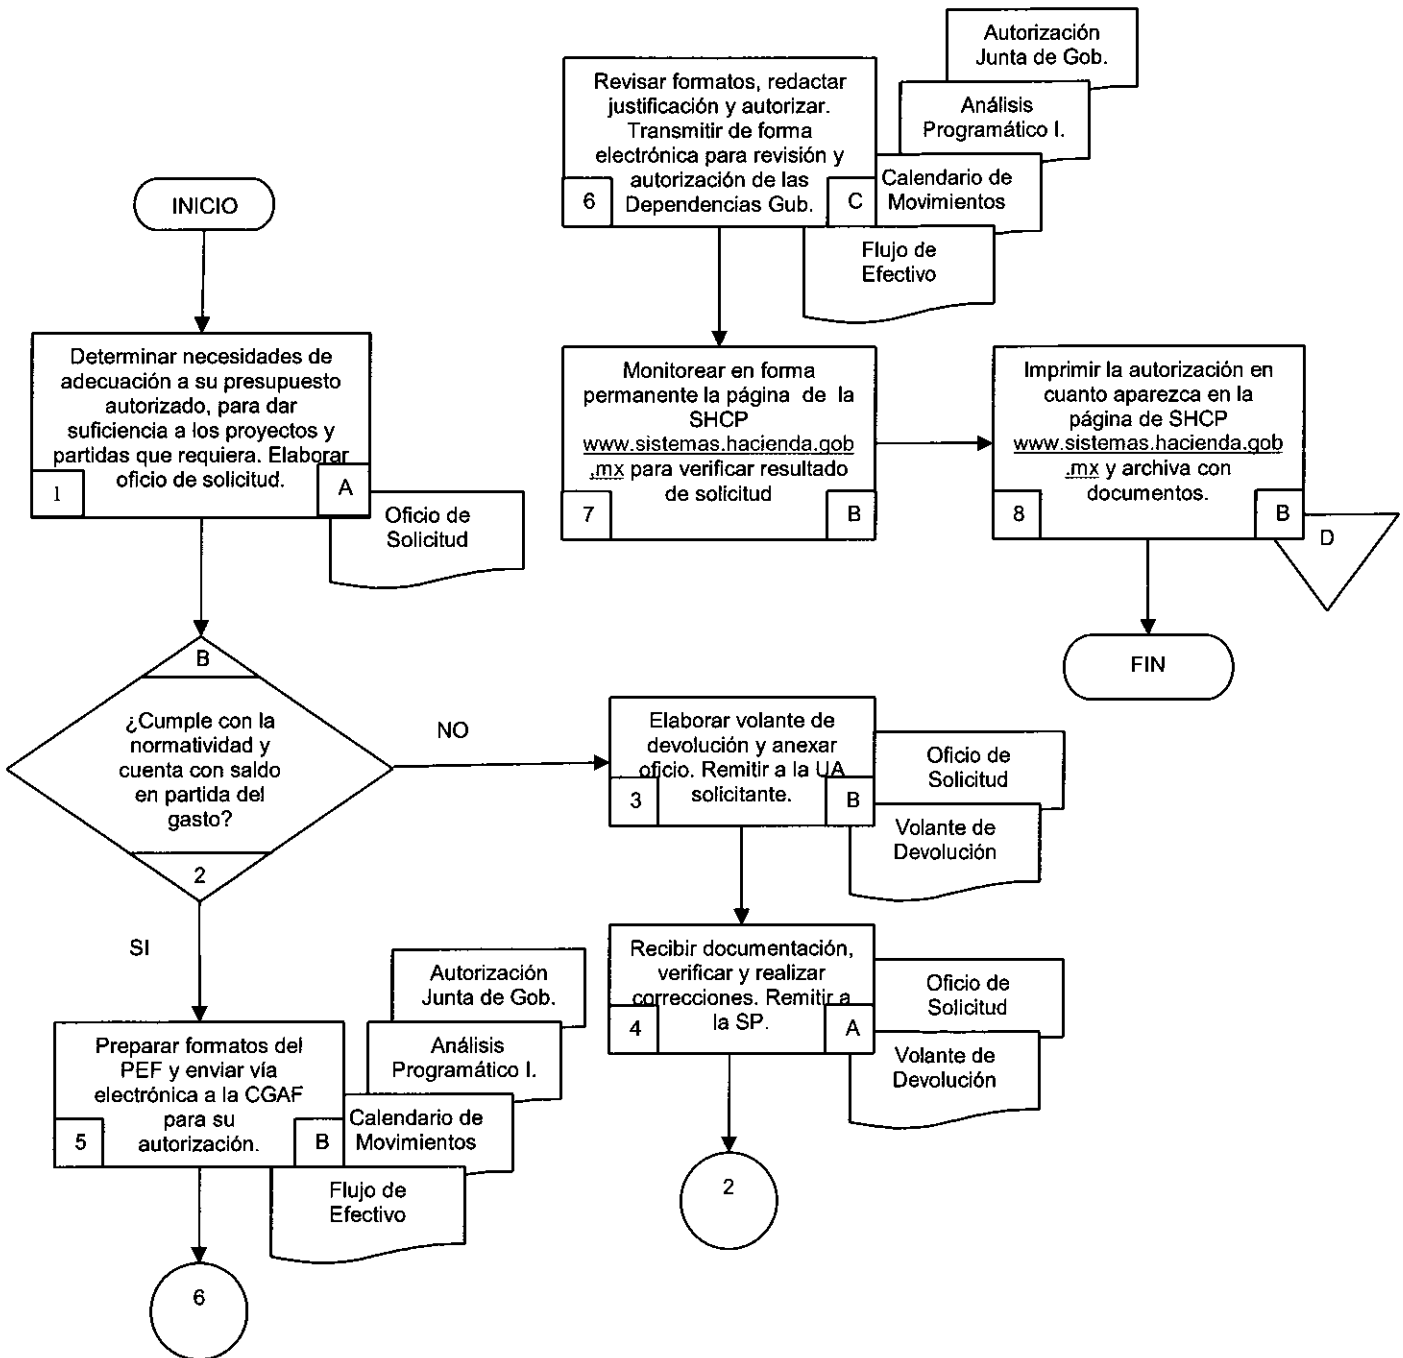 INICIO
Determinar necesidades de
adecuación a su presupuesto
autorizado, para dar
suficiencia a los proyectos y
partidas que requiera. Elaborar
oficio de solicitud.
1
A
Oficio de
Solicitud
B
¿Cumple con la
normatividad y
cuenta con saldo
en partida del
gasto?
2
NO
SI
Elaborar volante de
devolución y anexar
oficio. Remitir a la UA
solicitante.
3
B
Oficio de
Solicitud
Volante de
Devolución
Recibir documentación,
verificar y realizar
correcciones. Remitir a
la SP.
4
A
Oficio de
Solicitud
Volante de
Devolución
2
Preparar formatos del
PEF y enviar vía
electrónica a la CGAF
para su
autorización.
5
B
Autorización
Junta de Gob.
Análisis
Programático I.
Calendario de
Movimientos
Flujo de
Efectivo
6
Revisar formatos, redactar
justificación y autorizar.
Transmitir de forma
electrónica para revisión y
autorización de las
Dependencias Gub.
6
C
Autorización
Junta de Gob.
Análisis
Programático I.
Calendario de
Movimientos
Flujo de
Efectivo
Monitorear en forma
permanente la página de la
SHCP
www.sistemas.hacienda.gob
.mx para verificar resultado
de solicitud
7
B
Imprimir la autorización en
cuanto aparezca en la
página de SHCP
www.sistemas.hacienda.gob
.mx y archiva con
documentos.
8
B
D
FIN